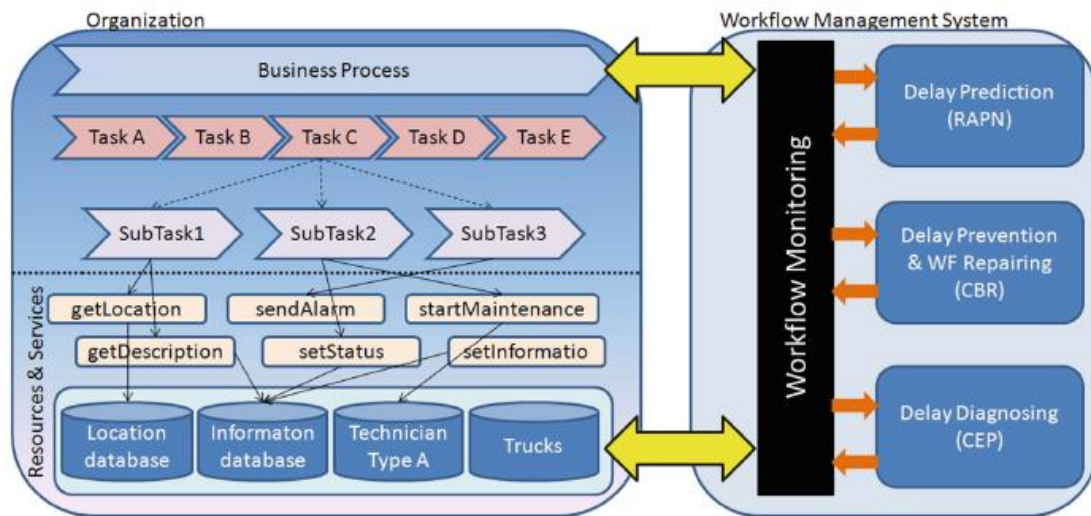 Organization
Workflow Management System
Business Process
Task A
Task B
Task C
Task D
Task E
SubTask1
SubTask2
SubTask3
Resources & Services
getLocation
sendAlarm
startMaintenance
getDescription
setStatus
setInformatio
Location
database
Informaton
database
Technician
Type A
Trucks
Workflow Monitoring
Delay Prediction
(RAPN)
Delay Prevention
& WF Repairing
(CBR)
Delay Diagnosing
(CEP)